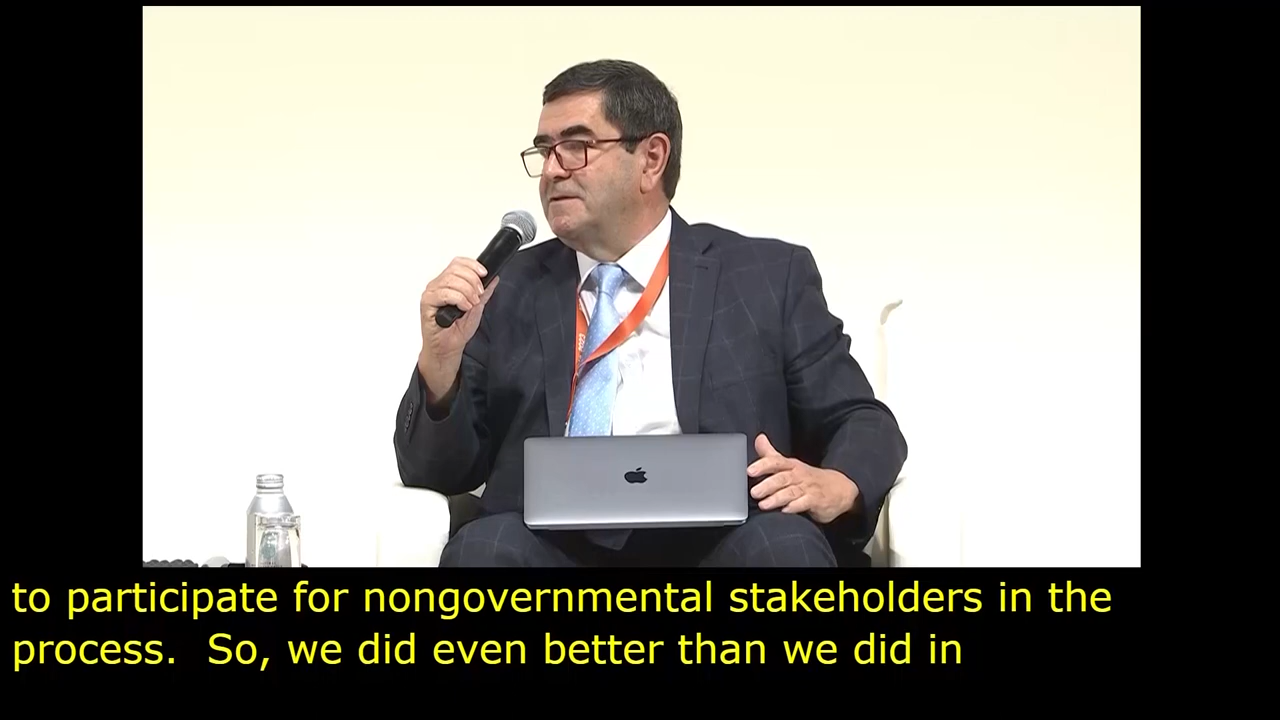 to participate for nongovernmental stakeholders in the
process.  So, we did even better than we did in